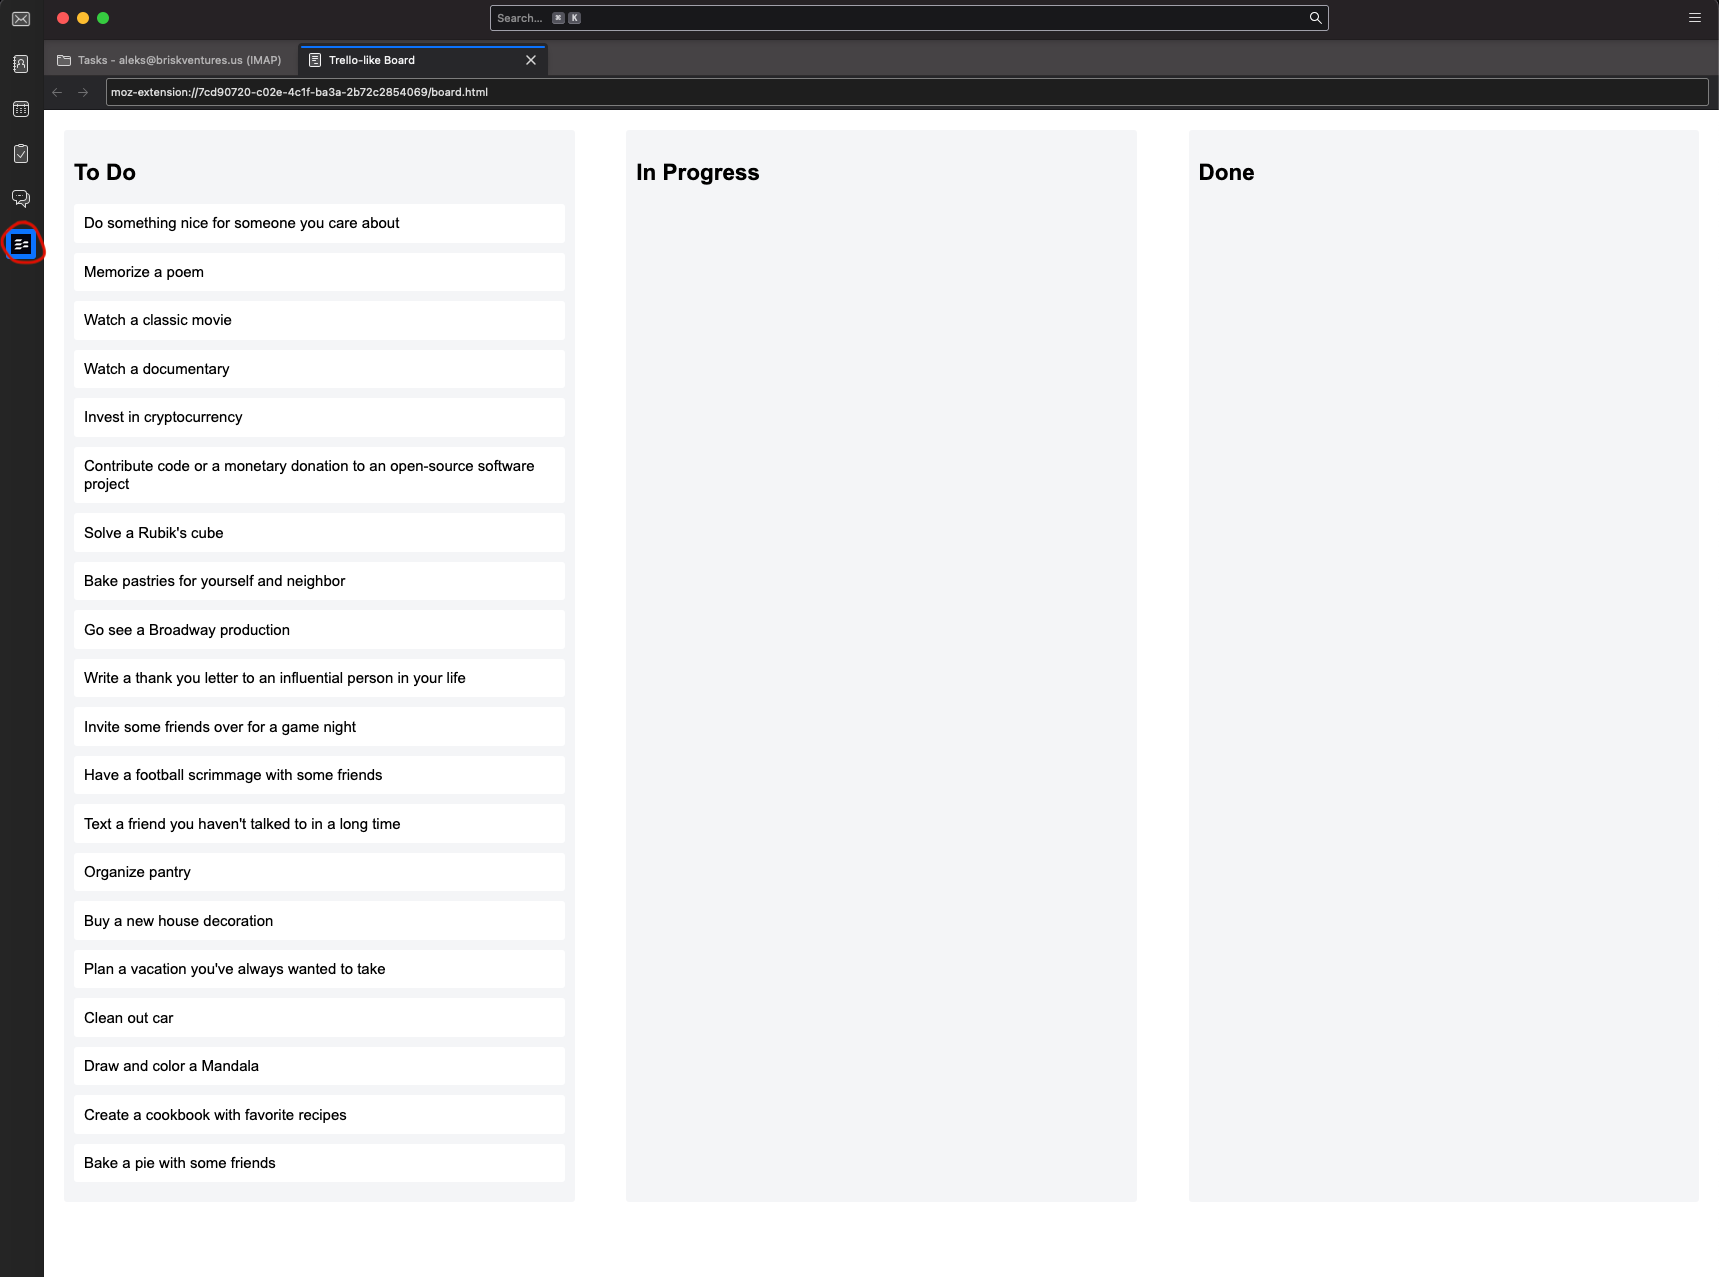 Search... ⌘ K
Tasks - aleks@briskventures.us (IMAP)
Trello-like Board
moz-extension://7cd90720-c02e-4c1f-ba3a-2b72c2854069/board.html
To Do
Do something nice for someone you care about
Memorize a poem
Watch a classic movie
Watch a documentary
Invest in cryptocurrency
Contribute code or a monetary donation to an open-source software
project
Solve a Rubik's cube
Bake pastries for yourself and neighbor
Go see a Broadway production
Write a thank you letter to an influential person in your life
Invite some friends over for a game night
Have a football scrimmage with some friends
Text a friend you haven't talked to in a long time
Organize pantry
Buy a new house decoration
Plan a vacation you've always wanted to take
Clean out car
Draw and color a Mandala
Create a cookbook with favorite recipes
Bake a pie with some friends
In Progress
Done